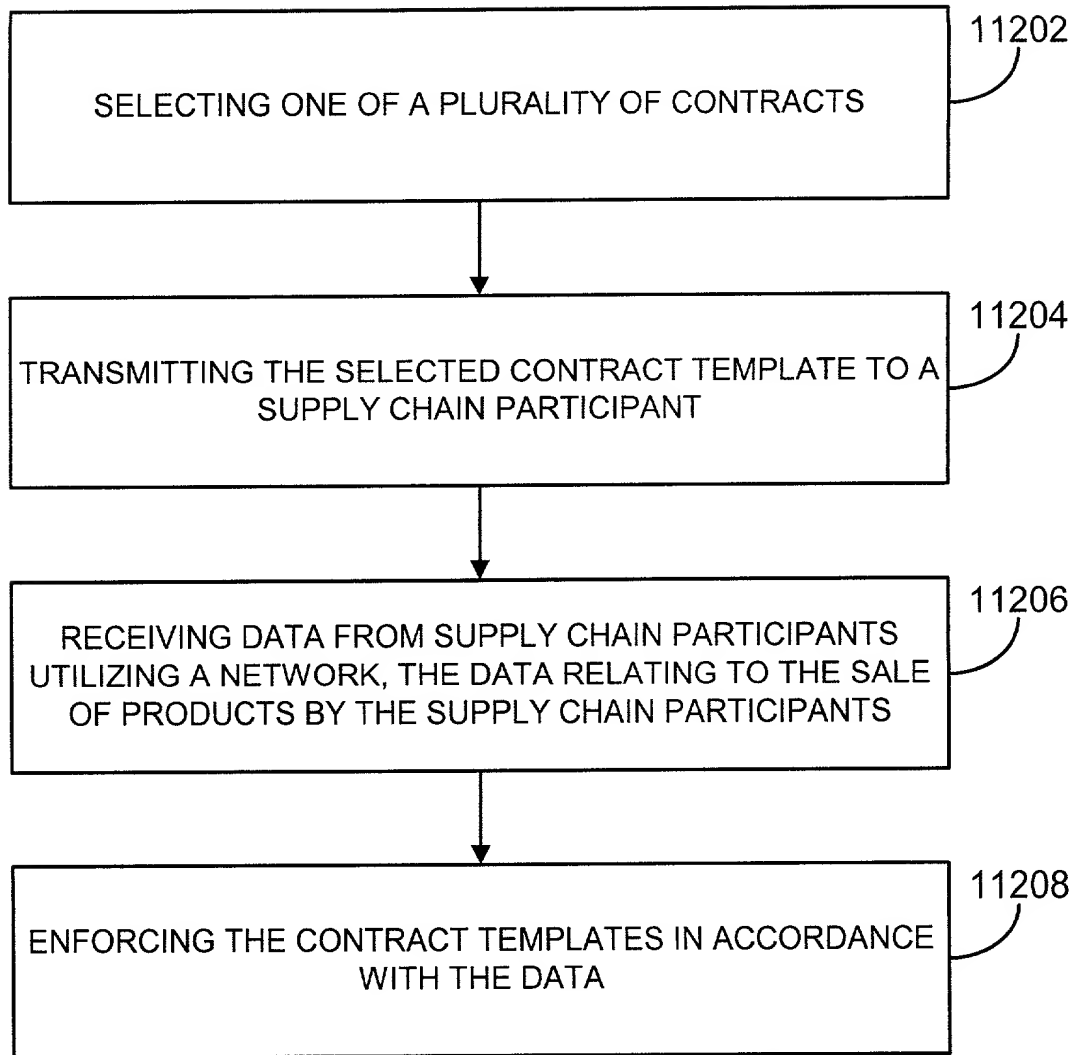 11202
SELECTING ONE OF A PLURALITY OF CONTRACTS
11204
TRANSMITTING THE SELECTED CONTRACT TEMPLATE TO A
SUPPLY CHAIN PARTICIPANT
11206
RECEIVING DATA FROM SUPPLY CHAIN PARTICIPANTS
UTILIZING A NETWORK, THE DATA RELATING TO THE SALE
OF PRODUCTS BY THE SUPPLY CHAIN PARTICIPANTS
11208
ENFORCING THE CONTRACT TEMPLATES IN ACCORDANCE
WITH THE DATA